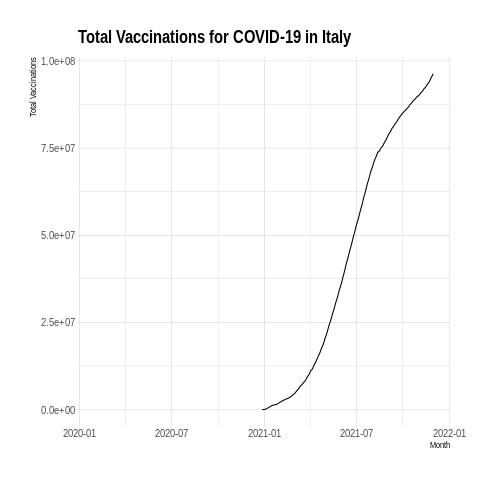 Total Vaccinations for COVID-19 in Italy
Total Vaccinations
1.0e+08
7.5e+07
5.0e+07
2.5e+07
0.0e+00
2020-01 2020-07 2021-01 2021-07 2022-01
Month